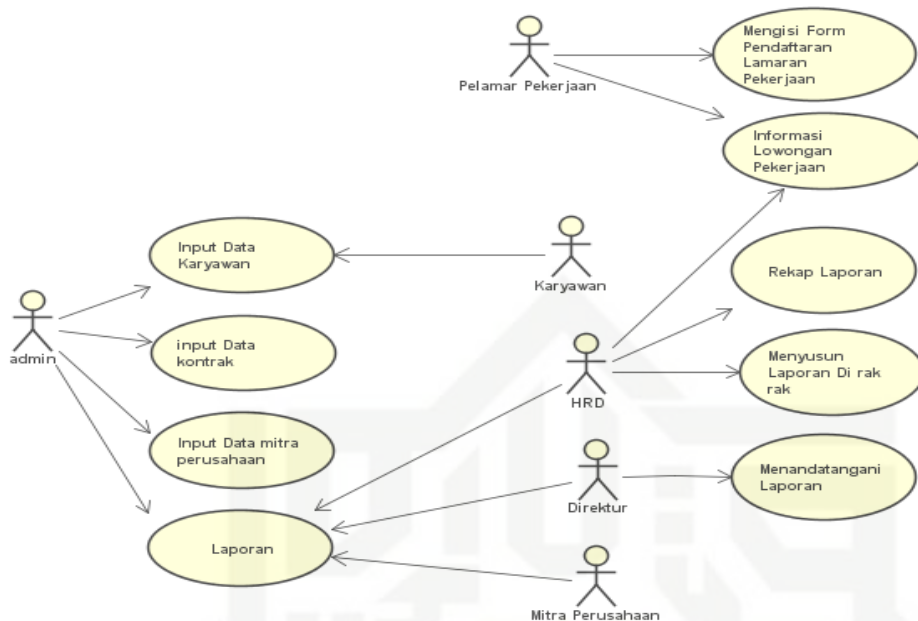 Mengisi Form
Pendaftaran
Lamaran
Pekerjaan
Pelamar Pekerjaan
Informasi
Lowongan
Pekerjaan
Input Data
Karyawan
Karyawan
Rekap Laporan
admin
input Data
kontrak
HRD
Menyusun
Laporan Di rak
rak
Input Data mitra
perusahaan
Direktur
Menandatangani
Laporan
Laporan
Mitra Perusahaan